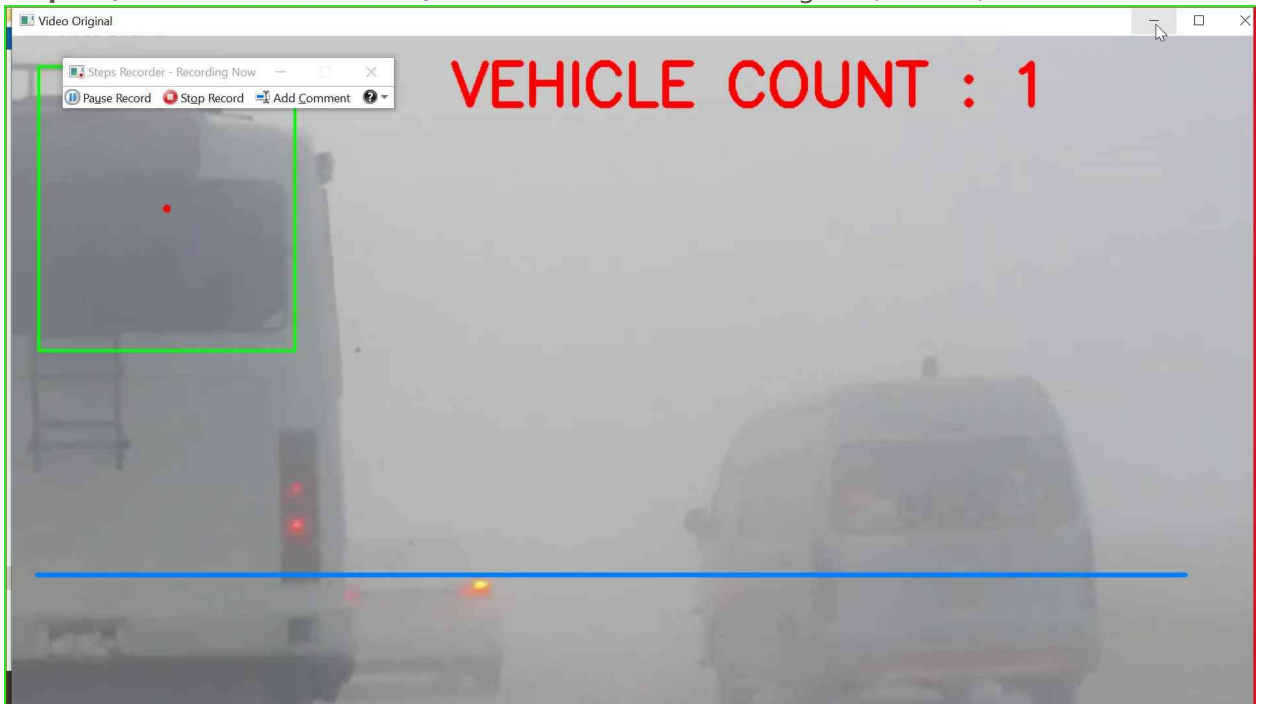 Video Original
VEHICLE COUNT : 1
Steps Recorder - Recording Now
Pause Record Stop Record Add Comment